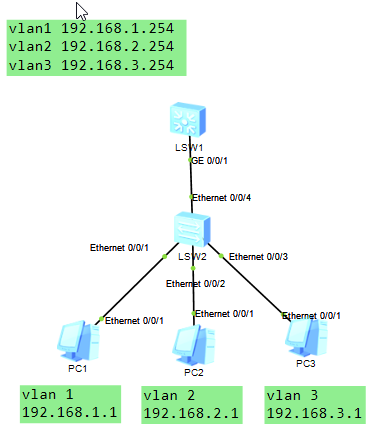 vlan1 192.168.1.254
vlan2 192.168.2.254
vlan3 192.168.3.254
LSW1
GE 0/0/1
Ethernet 0/0/4
LSW2
Ethernet 0/0/1
Ethernet 0/0/3
Ethernet 0/0/2
Ethernet 0/0/1
Ethernet 0/0/1
Ethernet 0/0/1
PC1
PC2
PC3
vlan 1
192.168.1.1
vlan 2
192.168.2.1
vlan 3
192.168.3.1